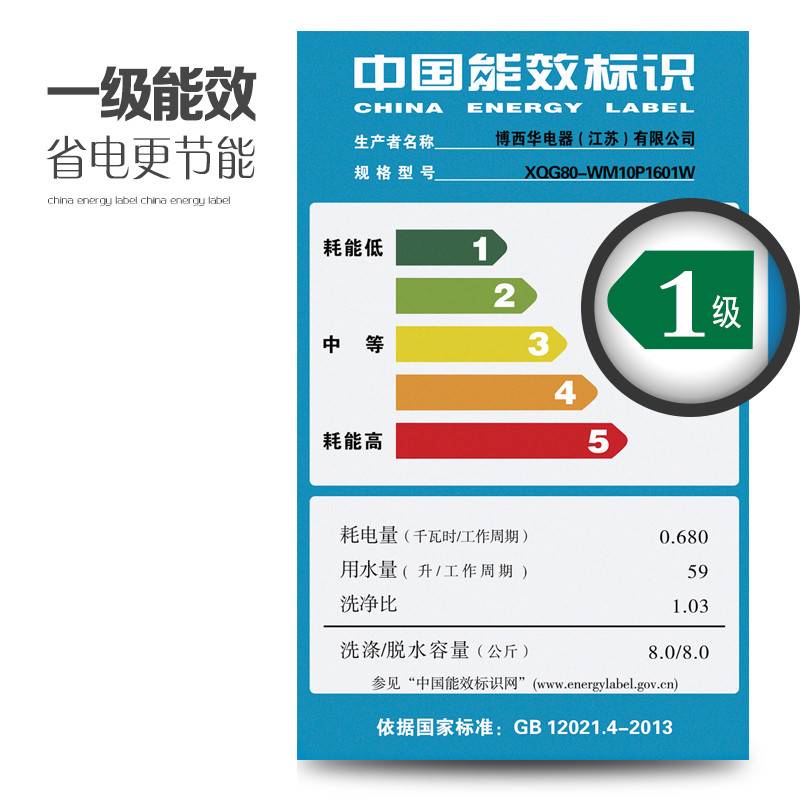 一级能效
省电更节能
china energy label china energy label
中国能效标识
CHINA ENERGY LABEL
生产者名称 博西华电器（江苏）有限公司
规格型号 XQG80-WM10P1601W
耗能低 1
2
中 等 3
4
耗能高 5
1级
耗电量（千瓦时/工作周期） 0.680
用水量（升/工作周期） 59
洗净比 1.03
洗涤/脱水容量（公斤） 8.0/8.0
参见“中国能效标识网”(www.energylabel.gov.cn)
依据国家标准：GB 12021.4-2013